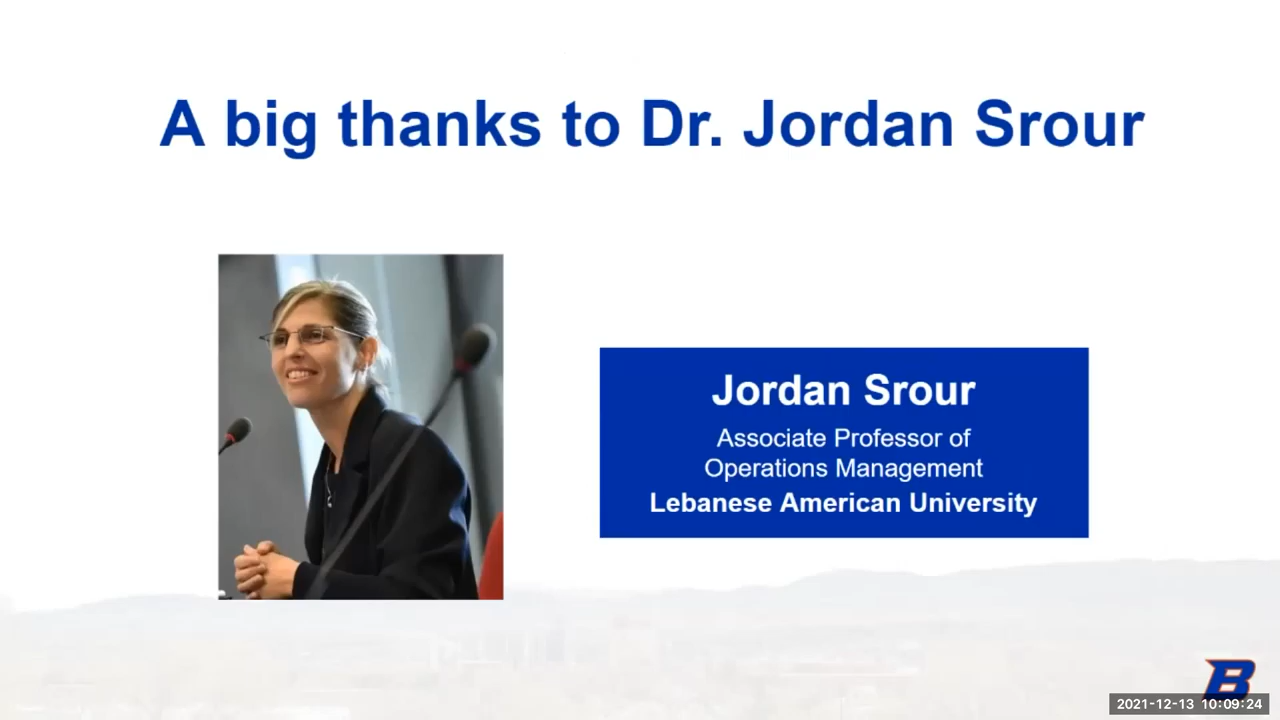 A big thanks to Dr. Jordan Srour
Jordan Srour
Associate Professor of
Operations Management
Lebanese American University
B
2021-12-13 10:09:24